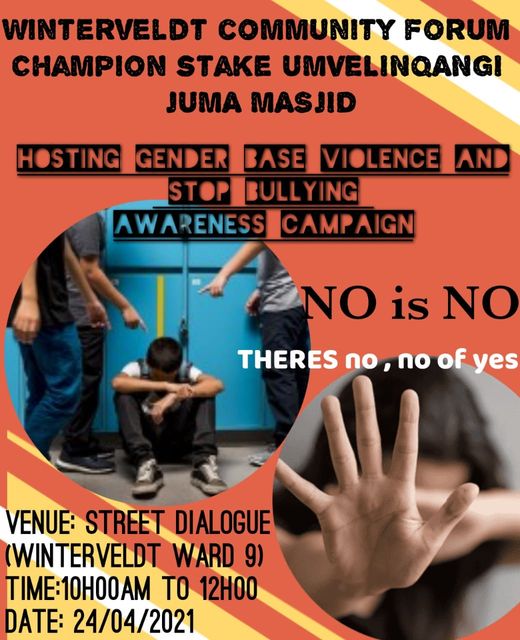 WINTERVELDT COMMUNITY FORUM
CHAMPION STAKE UMVELINQANGI
JUMA MASJID
HOSTING GENDER BASE VIOLENCE AND
STOP BULLYING
AWARENESS CAMPAIGN
NO is NO
THERES no , no of yes
VENUE: STREET DIALOGUE
(WINTERVELDT WARD 9)
TIME:10H00AM TO 12H00
DATE: 24/04/2021